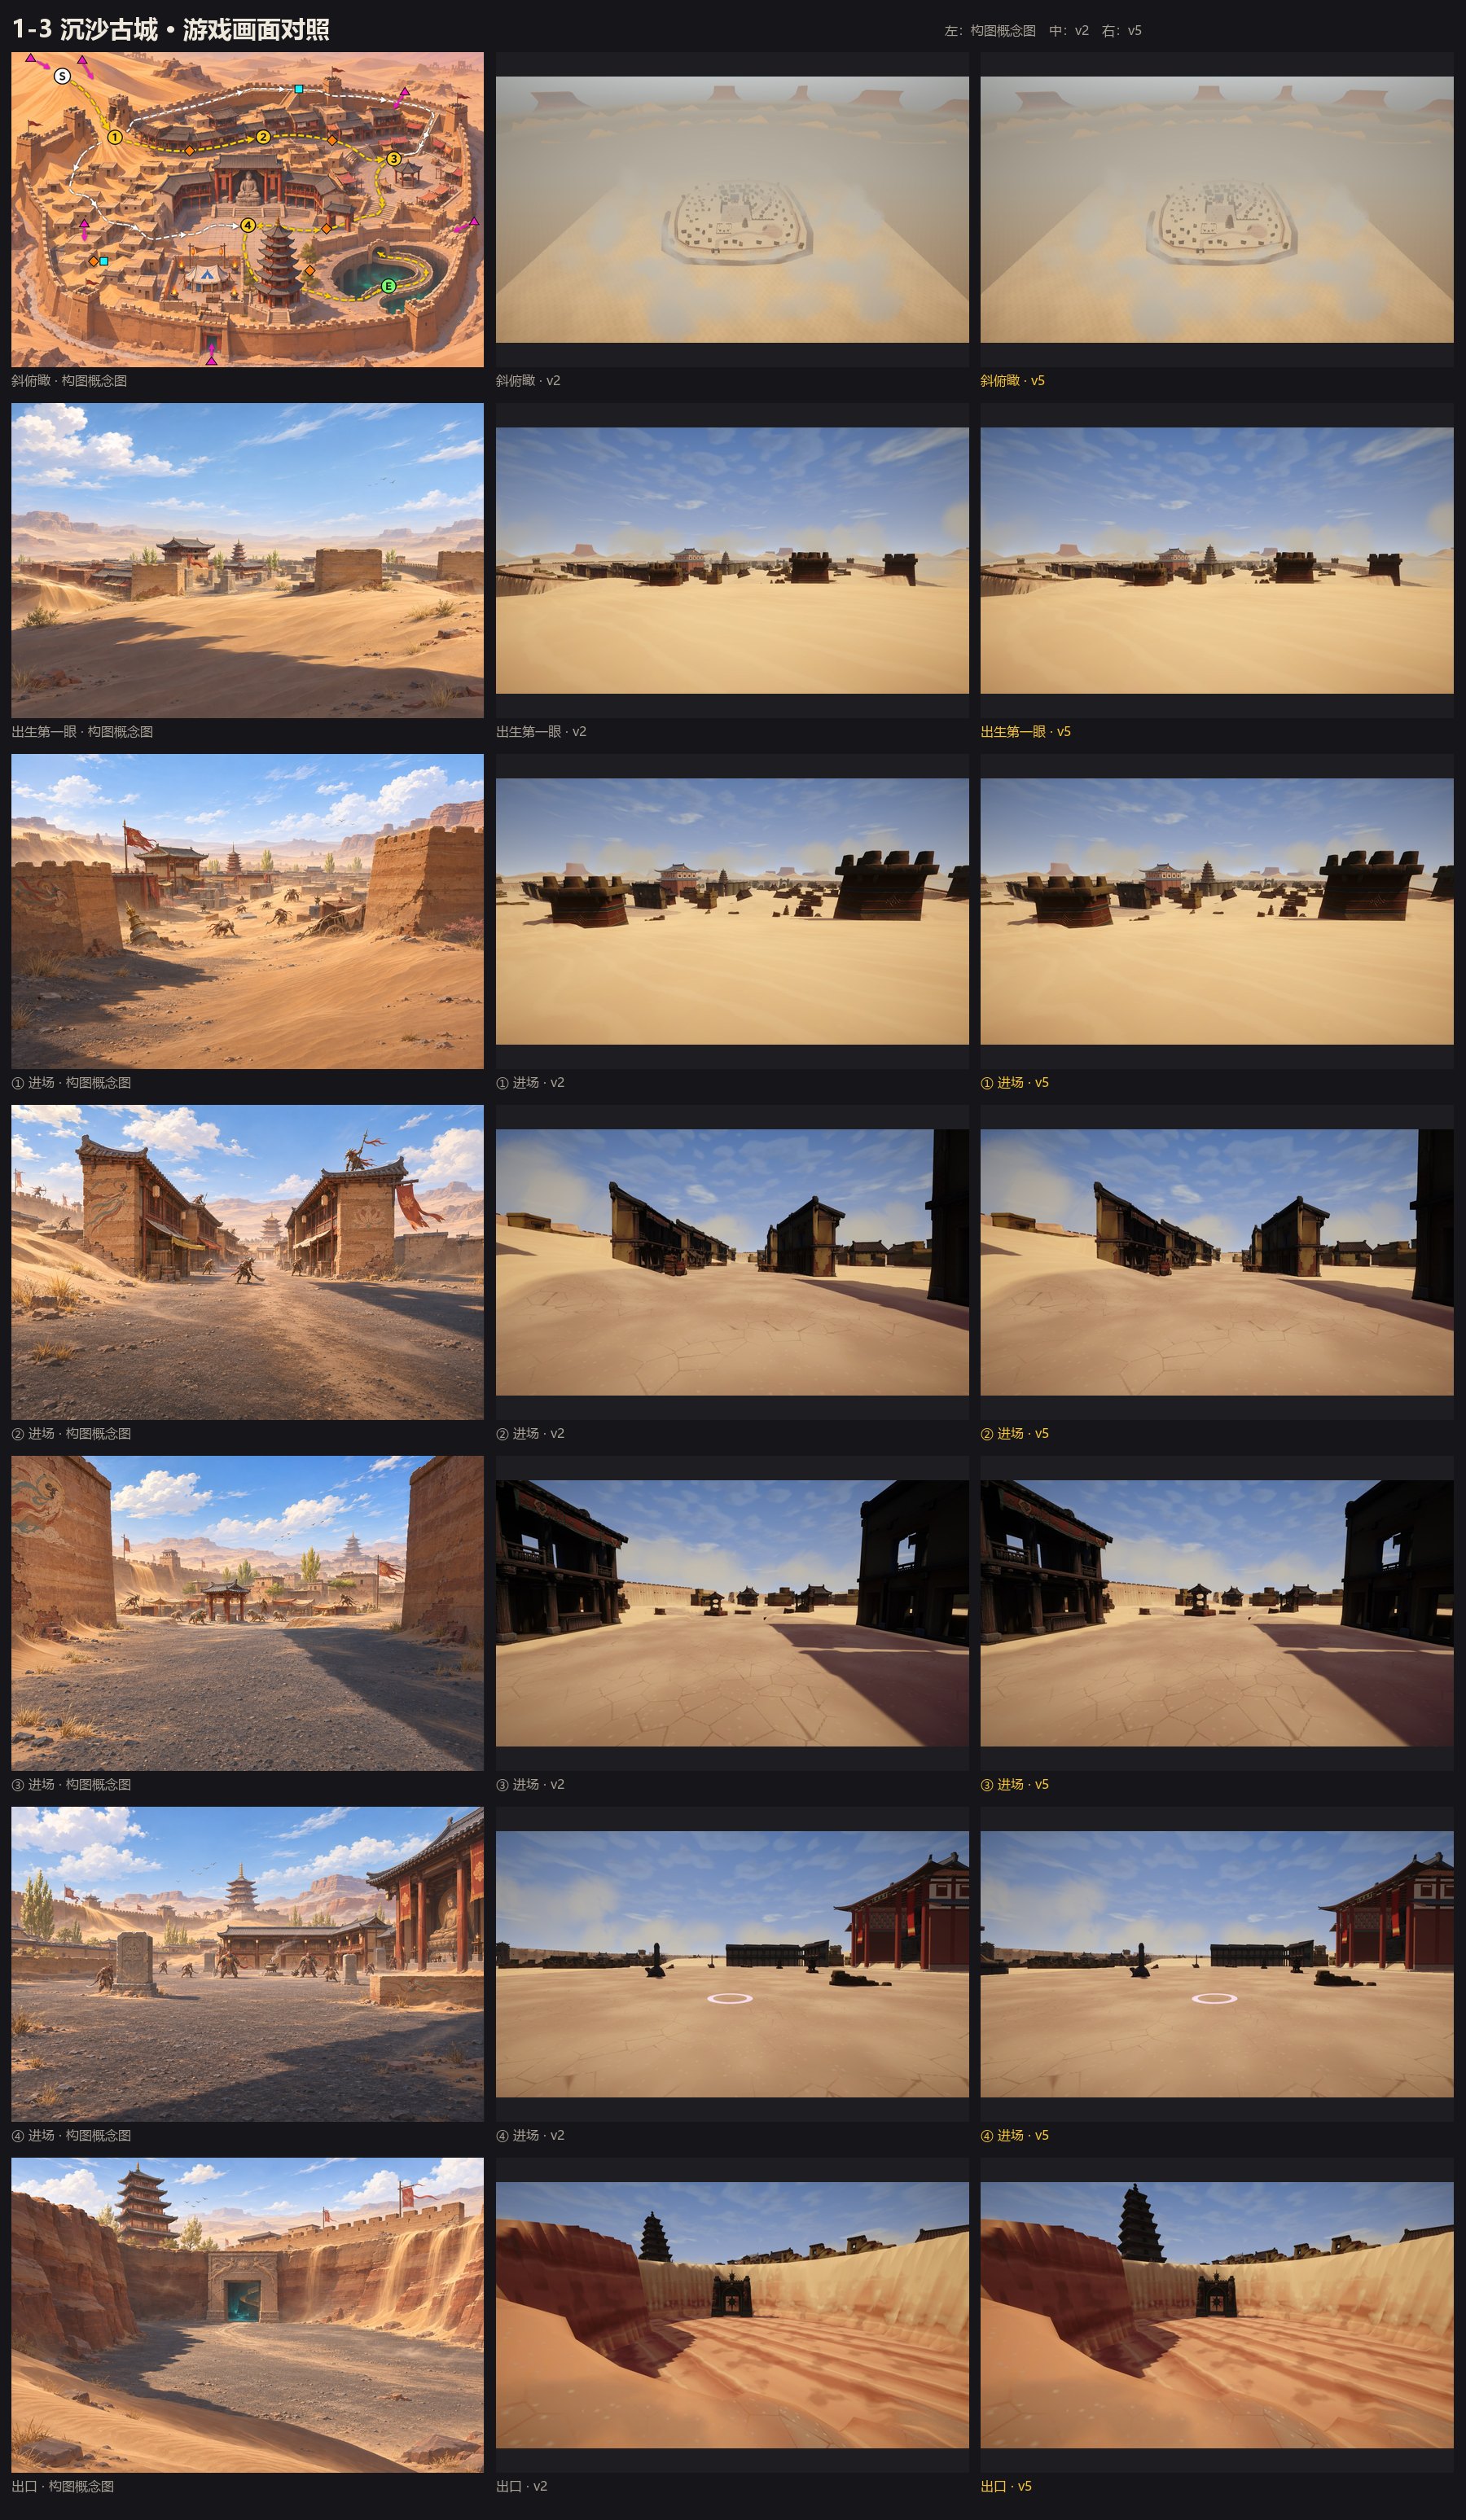 1-3 沉沙古城 • 游戏画面对照
左：构图概念图 中：v2 右：v5
S
1
2
3
4
E
斜俯瞰 · 构图概念图
斜俯瞰 · v2
斜俯瞰 · v5
出生第一眼 · 构图概念图
出生第一眼 · v2
出生第一眼 · v5
① 进场 · 构图概念图
① 进场 · v2
① 进场 · v5
② 进场 · 构图概念图
② 进场 · v2
② 进场 · v5
③ 进场 · 构图概念图
③ 进场 · v2
③ 进场 · v5
④ 进场 · 构图概念图
④ 进场 · v2
④ 进场 · v5
出口 · 构图概念图
出口 · v2
出口 · v5